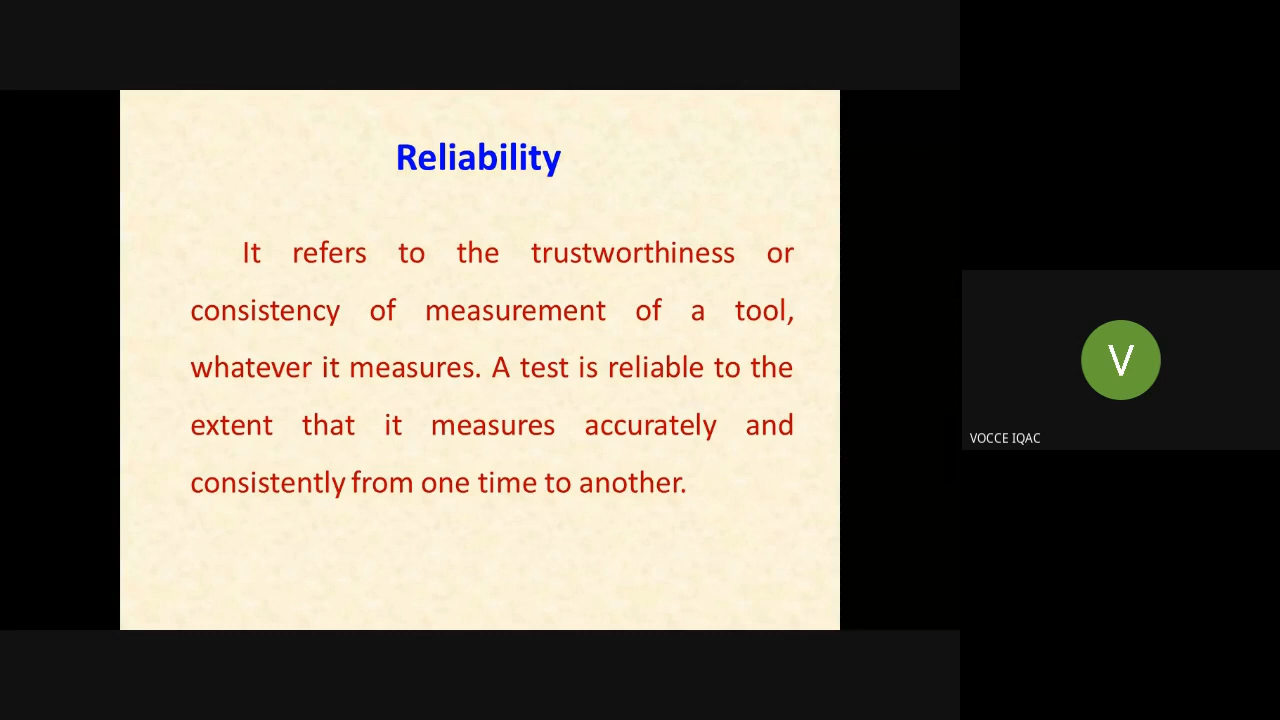 Reliability
It refers to the trustworthiness or
consistency of measurement of a tool,
whatever it measures. A test is reliable to the
extent that it measures accurately and
consistently from one time to another.
V
VOCCE IQAC